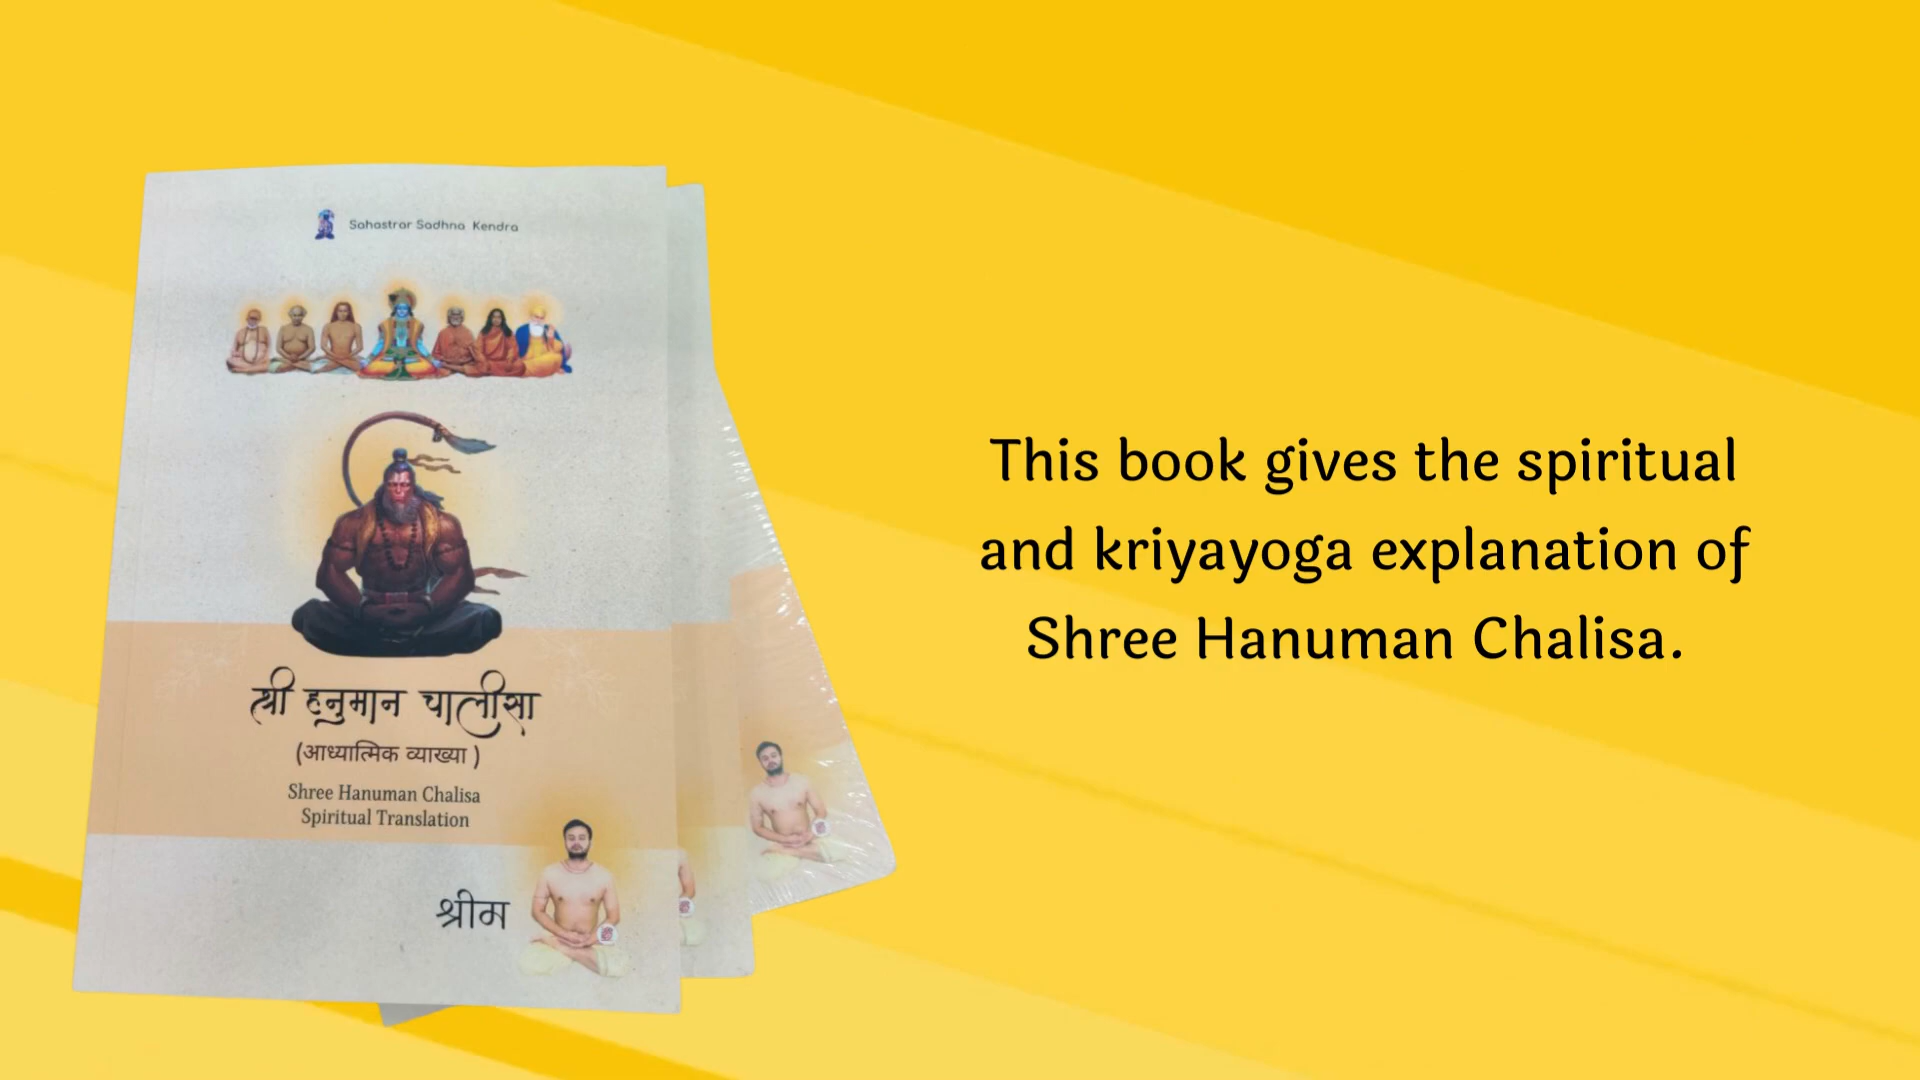 Sahastrar Sadhna Kendra
श्री हनुमान चालीसा
(आध्यात्मिक व्याख्या )
Shree Hanuman Chalisa
Spiritual Translation
श्रीम
This book gives the spiritual
and kriyayoga explanation of
Shree Hanuman Chalisa.